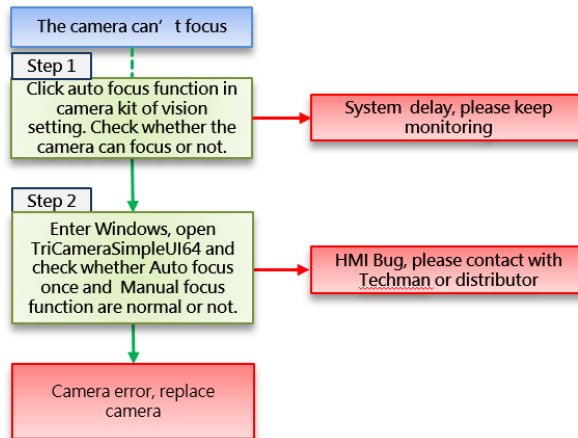 The camera can’t focus
Step 1
Click auto focus function in
camera kit of vision
setting. Check whether the
camera can focus or not.
System delay, please keep
monitoring
Step 2
Enter Windows, open
TriCameraSimpleUI64 and
check whether Auto focus
once and Manual focus
function are normal or not.
HMI Bug, please contact with
Techman or distributor
Camera error, replace
camera